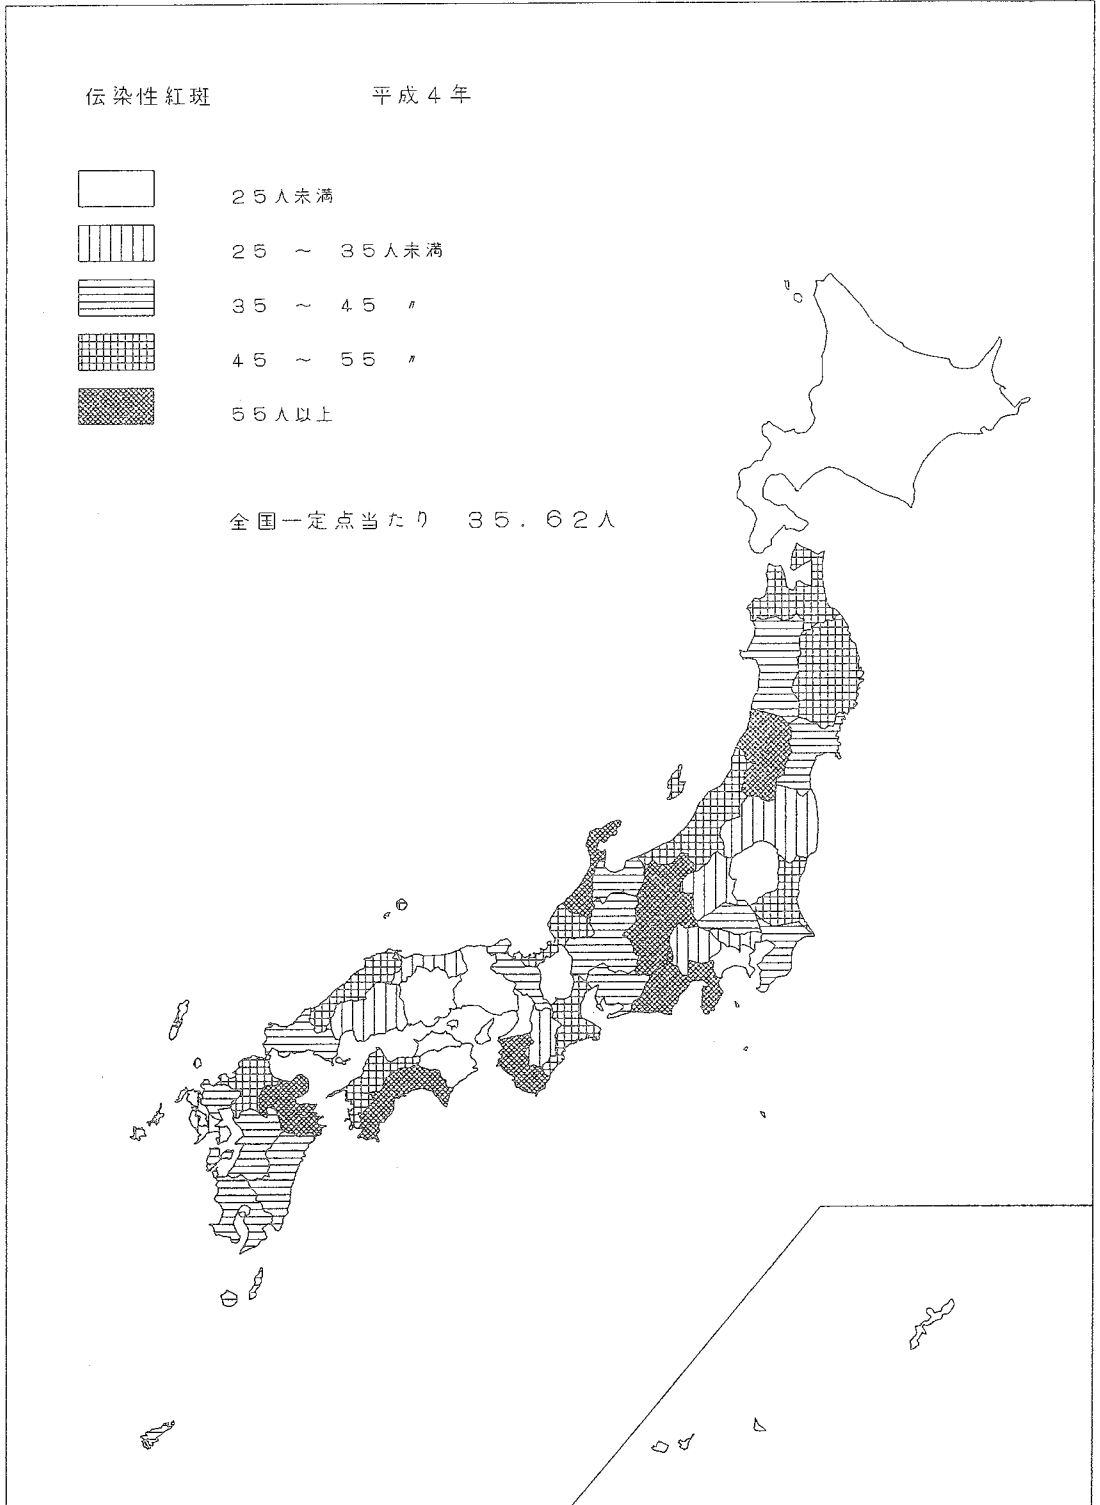 伝染性紅斑 平成4年
25人未満
25 ～ 35人未満
35 ～ 45 〃
45 ～ 55 〃
55人以上
全国一定点当たり 35.62人